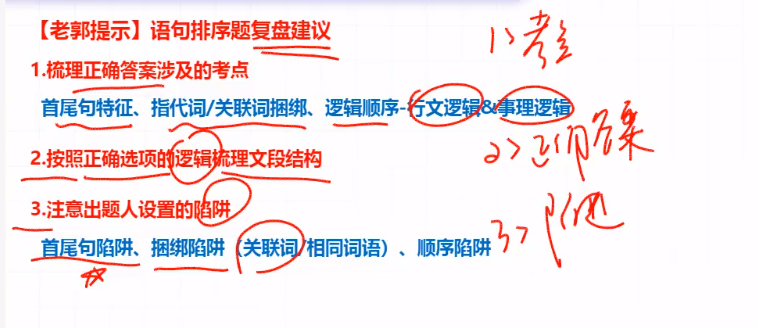 【老郭提示】语句排序题复盘建议
1.梳理正确答案涉及的考点
首尾句特征、指代词/关联词捆绑、逻辑顺序-行文逻辑&事理逻辑
2.按照正确选项的逻辑梳理文段结构
3.注意出题人设置的陷阱
首尾句陷阱、捆绑陷阱（关联词/相同词语）、顺序陷阱
1> 考点
2> 正确答案
3> 陷阱